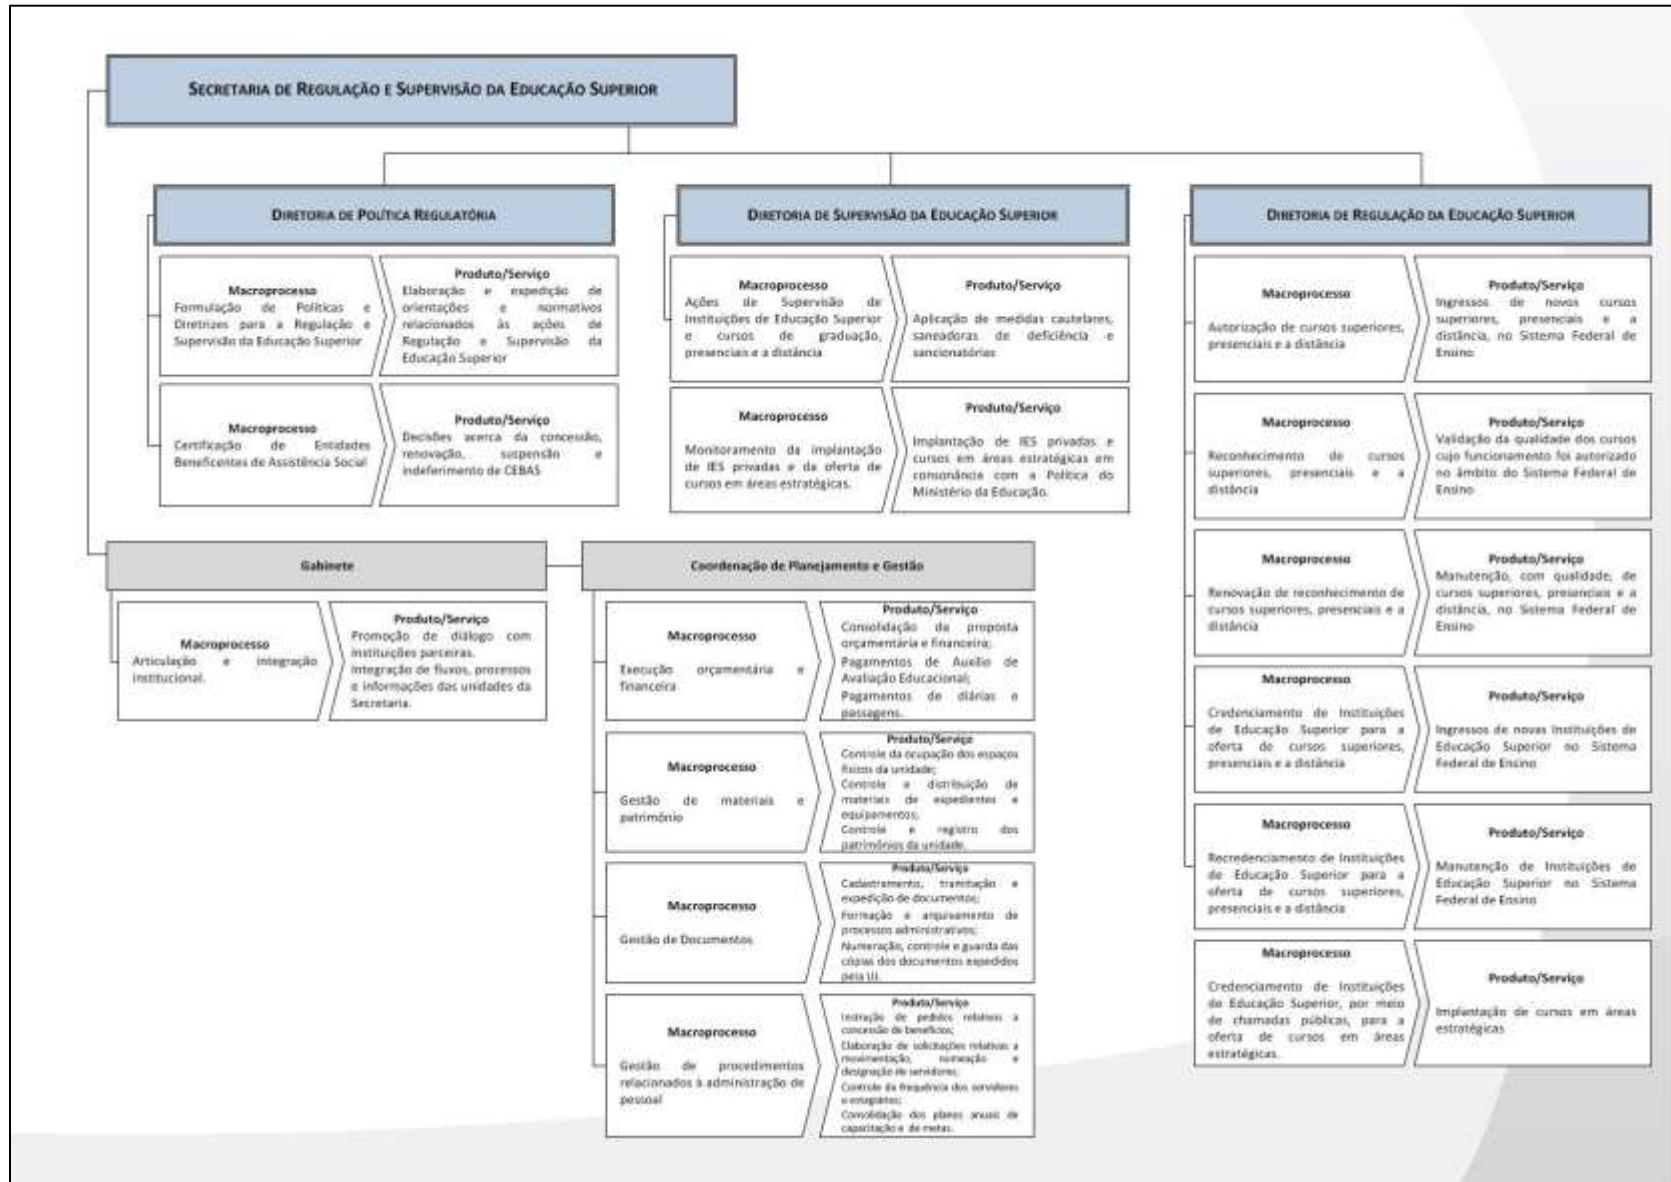 SECRETARIA DE REGULAÇÃO E SUPERVISÃO DA EDUCAÇÃO SUPERIOR
DIRETORIA DE POLÍTICA REGULATÓRIA
Macroprocesso
Formulação de Políticas e
Diretrizes para a Regulação e
Supervisão da Educação Superior
Produto/Serviço
Elaboração e expedição de
orientações e normativos
relacionados às ações de
Regulação e Supervisão da
Educação Superior
Macroprocesso
Certificação de Entidades
Beneficentes de Assistência Social
Produto/Serviço
Decisões acerca da concessão,
renovação, suspensão e
indeferimento de CEBAS
DIRETORIA DE SUPERVISÃO DA EDUCAÇÃO SUPERIOR
Macroprocesso
Ações de Supervisão de
Instituições de Educação Superior
e cursos de graduação,
presenciais e a distância
Produto/Serviço
Aplicação de medidas cautelares,
saneadoras de deficiência e
sancionatórias
Macroprocesso
Monitoramento da implantação
de IES privadas e da oferta de
cursos em áreas estratégicas.
Produto/Serviço
Implantação de IES privadas e
cursos em áreas estratégicas em
consonância com a Política do
Ministério da Educação.
DIRETORIA DE REGULAÇÃO DA EDUCAÇÃO SUPERIOR
Macroprocesso
Autorização de cursos superiores,
presenciais e a distância
Produto/Serviço
Ingressos de novos cursos
superiores, presenciais e a
distância, no Sistema Federal de
Ensino
Macroprocesso
Reconhecimento de cursos
superiores, presenciais e a
distância
Produto/Serviço
Validação da qualidade dos cursos
cujo funcionamento foi autorizado
no âmbito do Sistema Federal de
Ensino
Macroprocesso
Renovação de reconhecimento de
cursos superiores, presenciais e a
distância
Produto/Serviço
Manutenção, com qualidade, de
cursos superiores, presenciais e a
distância, no Sistema Federal de
Ensino
Macroprocesso
Credenciamento de Instituições
de Educação Superior para a
oferta de cursos superiores,
presenciais e a distância
Produto/Serviço
Ingressos de novas Instituições de
Educação Superior no Sistema
Federal de Ensino
Macroprocesso
Recredenciamento de Instituições
de Educação Superior para a
oferta de cursos superiores,
presenciais e a distância
Produto/Serviço
Manutenção de Instituições de
Educação Superior no Sistema
Federal de Ensino
Macroprocesso
Credenciamento de Instituições
de Educação Superior, por meio
de chamadas públicas, para a
oferta de cursos em áreas
estratégicas.
Produto/Serviço
Implantação de cursos em áreas
estratégicas
Gabinete
Macroprocesso
Articulação e integração
institucional.
Produto/Serviço
Promoção de diálogo com
instituições parceiras.
Integração de fluxos, processos
e informações das unidades da
Secretaria.
Coordenação de Planejamento e Gestão
Macroprocesso
Execução orçamentária e
financeira
Produto/Serviço
Consolidação da proposta
orçamentária e financeira;
Pagamentos de Auxílio de
Avaliação Educacional;
Pagamentos de diárias e
passagens.
Macroprocesso
Gestão de materiais e
patrimônio
Produto/Serviço
Controle da ocupação dos espaços
físicos da unidade;
Controle e distribuição de
materiais de expedientes e
equipamentos;
Controle e registro dos
patrimônios da unidade.
Macroprocesso
Gestão de Documentos
Produto/Serviço
Cadastramento, tramitação e
expedição de documentos;
Formação e arquivamento de
processos administrativos;
Numeração, controle e guarda das
cópias dos documentos expedidos
pela UJ.
Macroprocesso
Gestão de procedimentos
relacionados à administração de
pessoal
Produto/Serviço
Instrução de pedidos relativos a
concessão de benefícios;
Elaboração de solicitações relativas a
movimentação, nomeação e
designação de servidores;
Controle da frequência dos servidores
e estagiários;
Consolidação dos planos anuais de
capacitação e de metas.